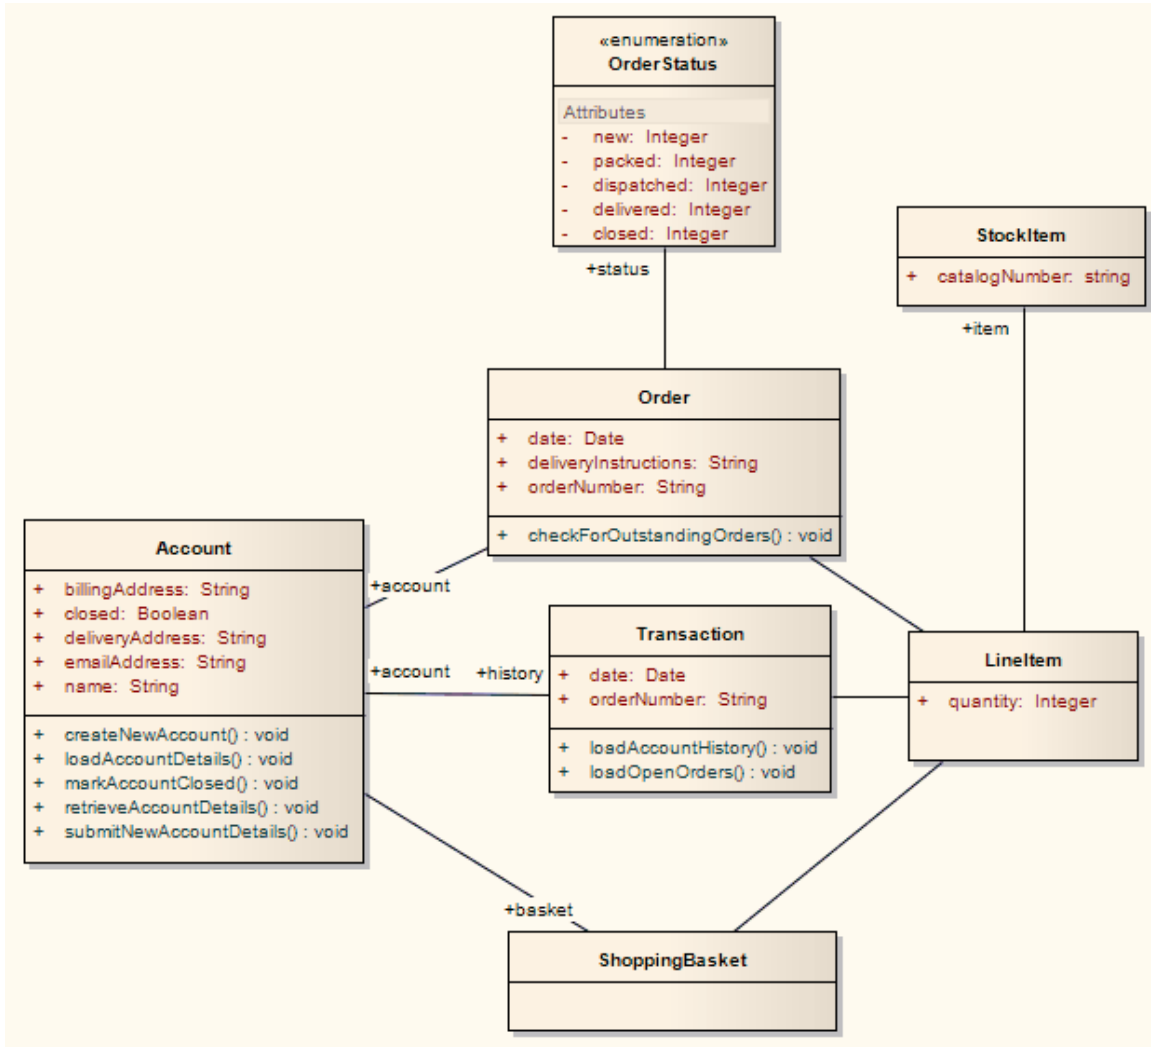 «enumeration»
OrderStatus
Attributes
- new: Integer
- packed: Integer
- dispatched: Integer
- delivered: Integer
- closed: Integer
+status
StockItem
+ catalogNumber: string
+item
Order
+ date: Date
+ deliveryInstructions: String
+ orderNumber: String
+ checkForOutstandingOrders() : void
Account
+ billingAddress: String
+ closed: Boolean
+ deliveryAddress: String
+ emailAddress: String
+ name: String
+ createNewAccount() : void
+ loadAccountDetails() : void
+ markAccountClosed() : void
+ retrieveAccountDetails() : void
+ submitNewAccountDetails() : void
+account
+account
+history
Transaction
+ date: Date
+ orderNumber: String
+ loadAccountHistory() : void
+ loadOpenOrders() : void
LineItem
+ quantity: Integer
+basket
ShoppingBasket